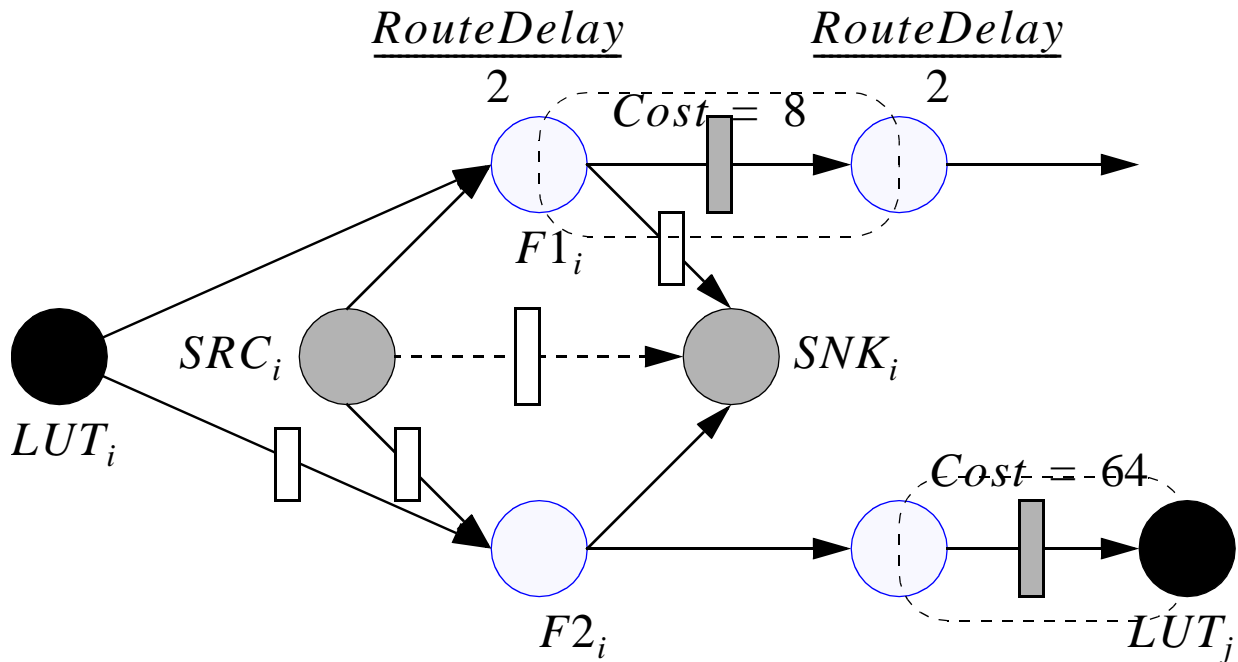 RouteDelay RouteDelay
2 2
Cost = 8
F1i
SRCi SNKi
LUTi
Cost = 64
F2i LUTj